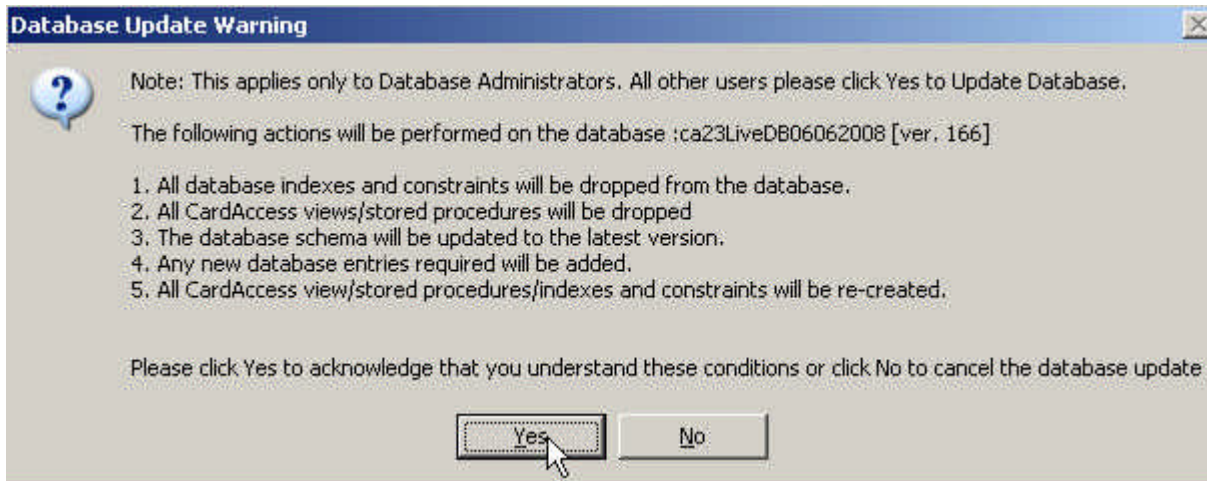 Database Update Warning
Note: This applies only to Database Administrators. All other users please click Yes to Update Database.
The following actions will be performed on the database :ca23LiveDB06062008 [ver. 166]
1. All database indexes and constraints will be dropped from the database.
2. All CardAccess views/stored procedures will be dropped
3. The database schema will be updated to the latest version.
4. Any new database entries required will be added.
5. All CardAccess view/stored procedures/indexes and constraints will be re-created.
Please click Yes to acknowledge that you understand these conditions or click No to cancel the database update
Yes No